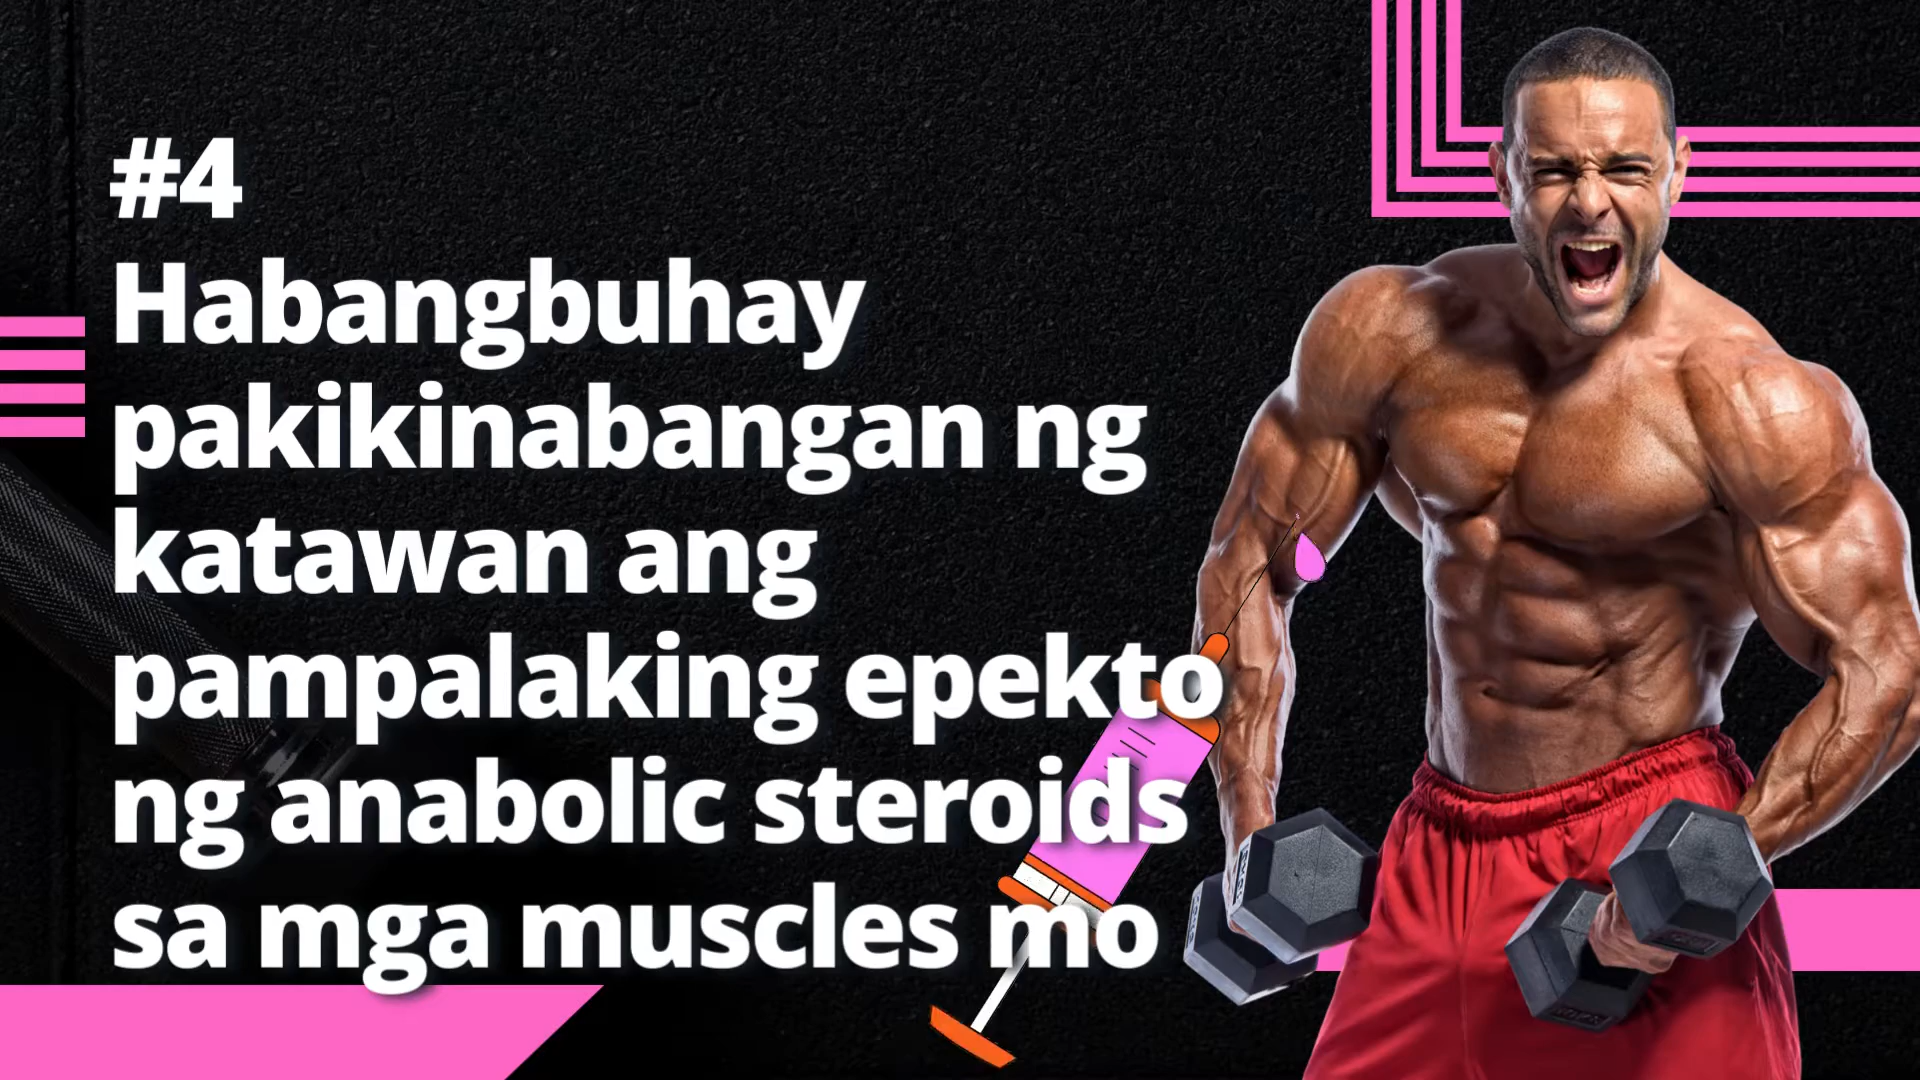 #4
Habangbuhay
pakikinabangan ng
katawan ang
pampalaking epekto
ng anabolic steroids
sa mga muscles mo